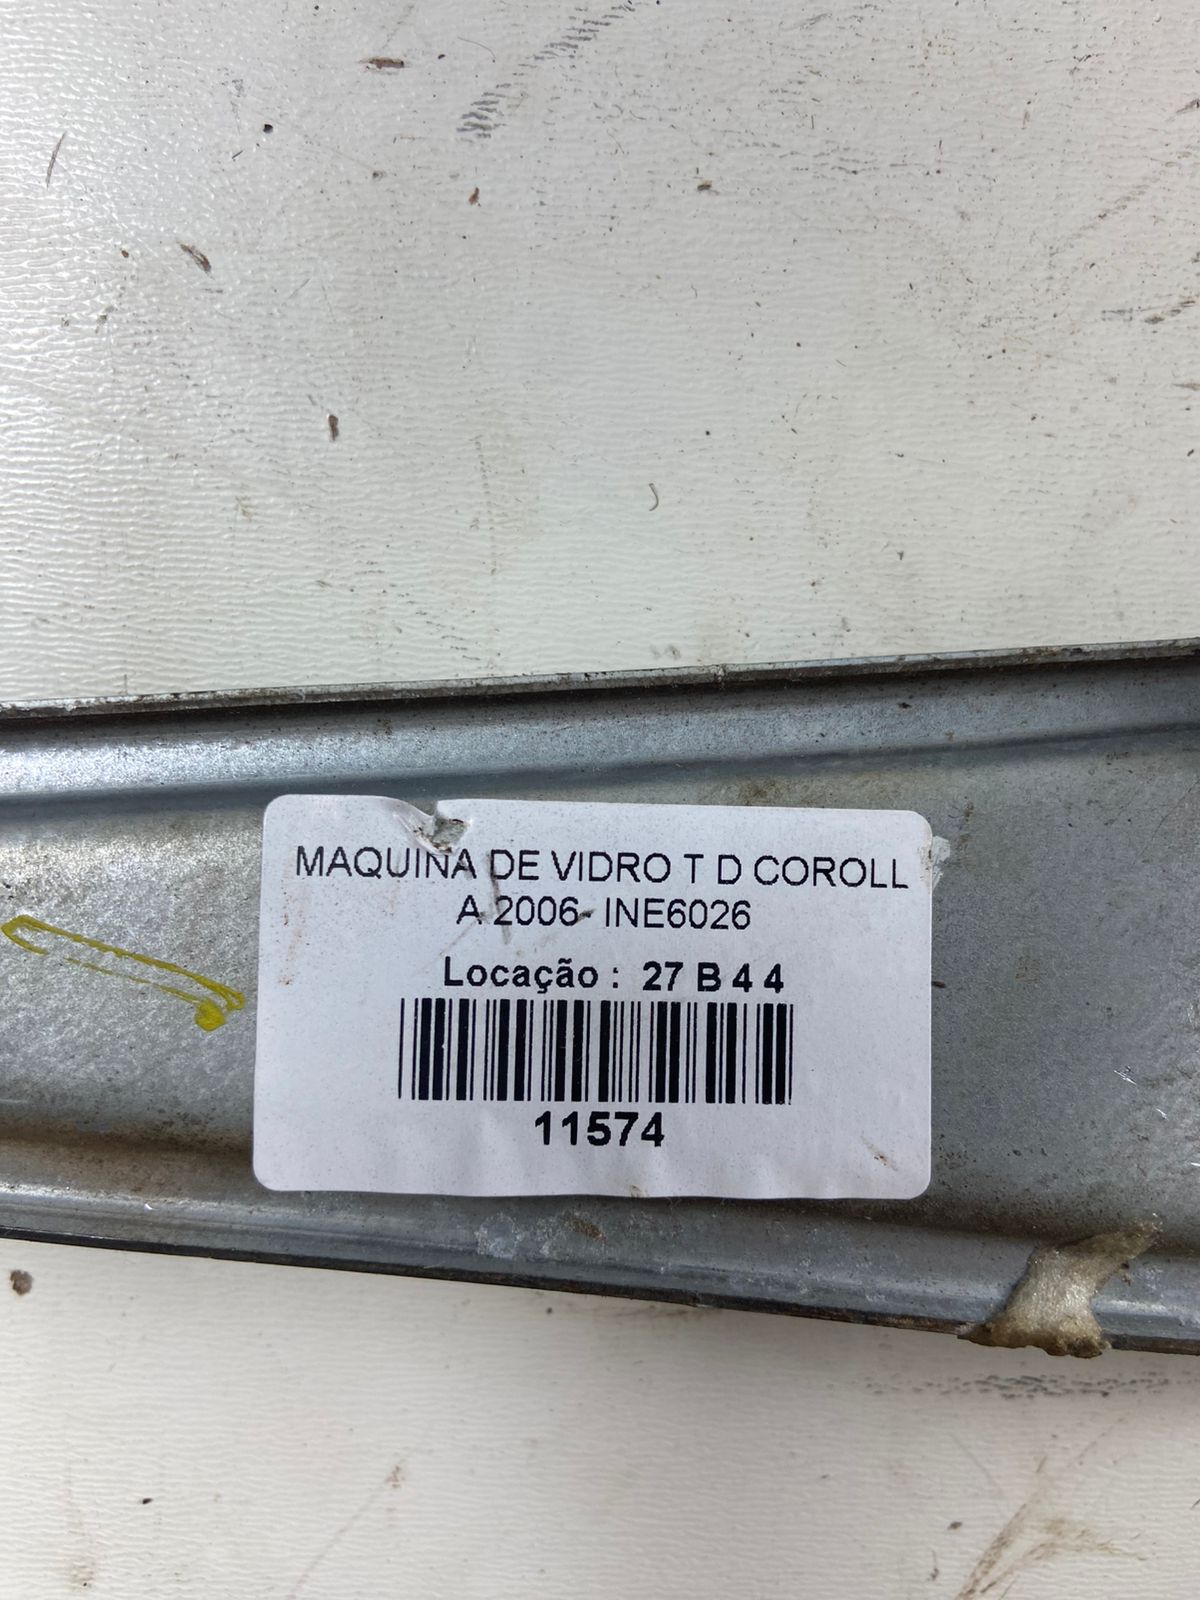 MAQUINA DE VIDRO T D COROLL
A 2006- INE6026
Locação : 27 B 4 4
11574